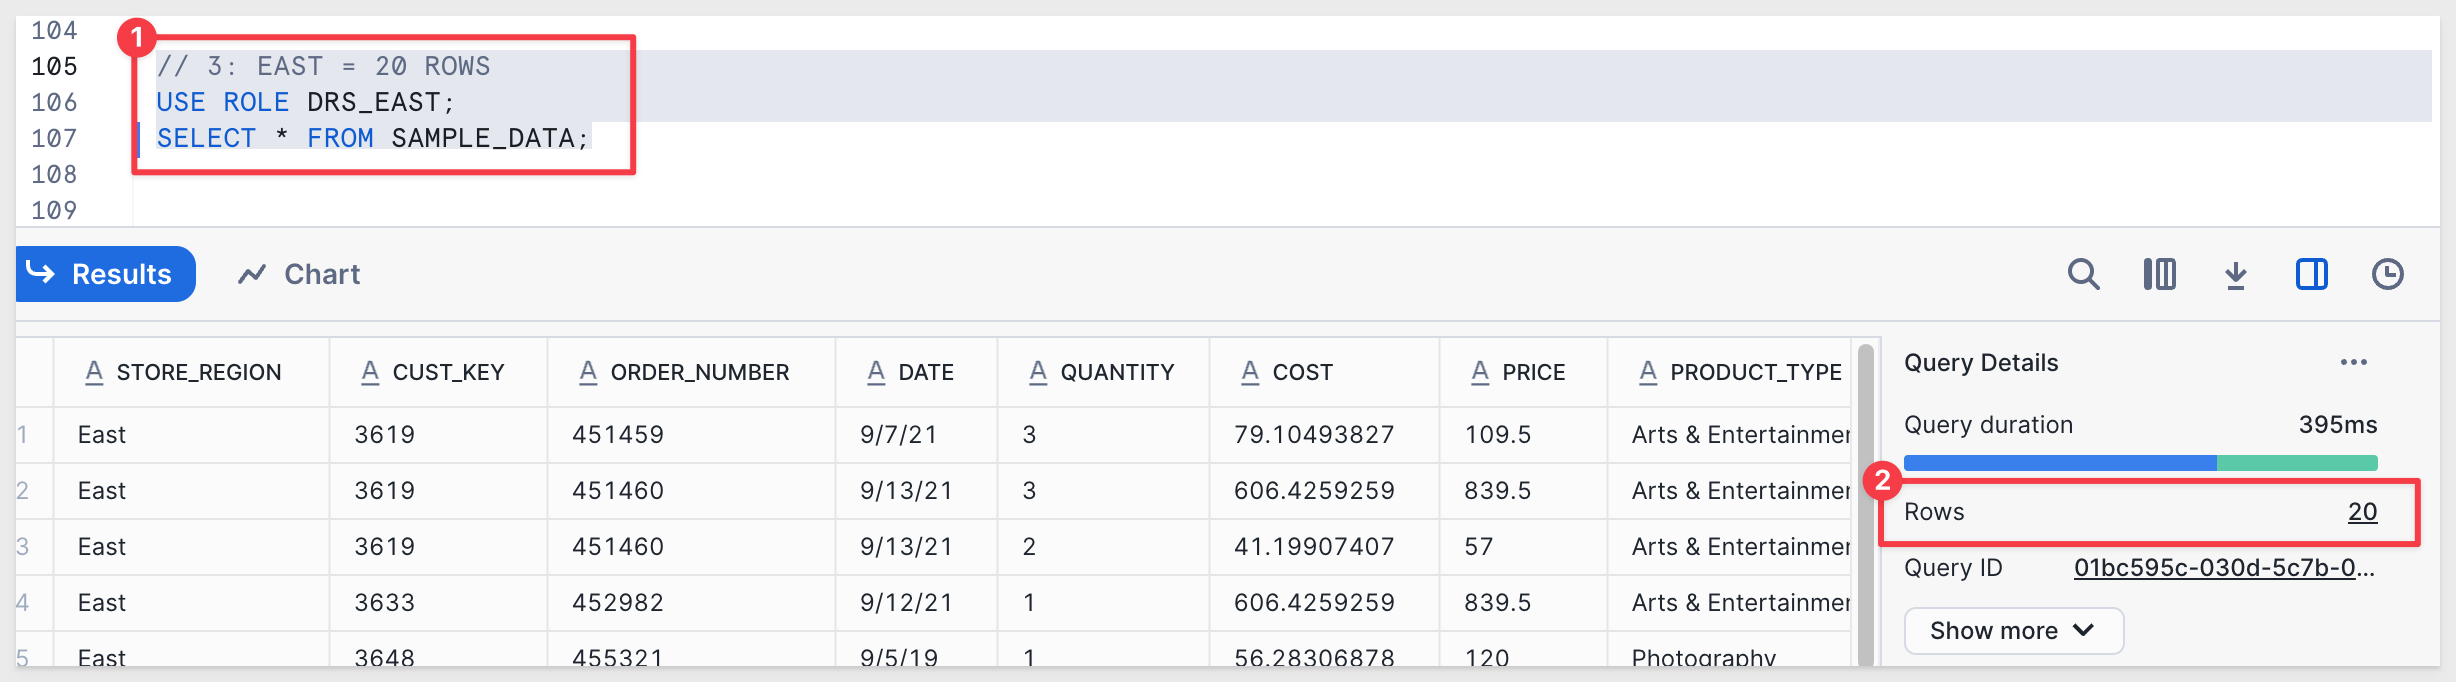 104
1
105 // 3: EAST = 20 ROWS
106 USE ROLE DRS_EAST;
107 SELECT * FROM SAMPLE_DATA;
108
109
Results Chart
A STORE_REGION A CUST_KEY A ORDER_NUMBER A DATE A QUANTITY A COST A PRICE A PRODUCT_TYPE
1 East 3619 451459 9/7/21 3 79.10493827 109.5 Arts & Entertainmen
2 East 3619 451460 9/13/21 3 606.4259259 839.5 Arts & Entertainmen
3 East 3619 451460 9/13/21 2 41.19907407 57 Arts & Entertainmen
4 East 3633 452982 9/12/21 1 606.4259259 839.5 Arts & Entertainmen
5 East 3648 455321 9/5/19 1 56.28306878 120 Photography
Query Details ...
Query duration 395ms
2
Rows 20
Query ID 01bc595c-030d-5c7b-0...
Show more